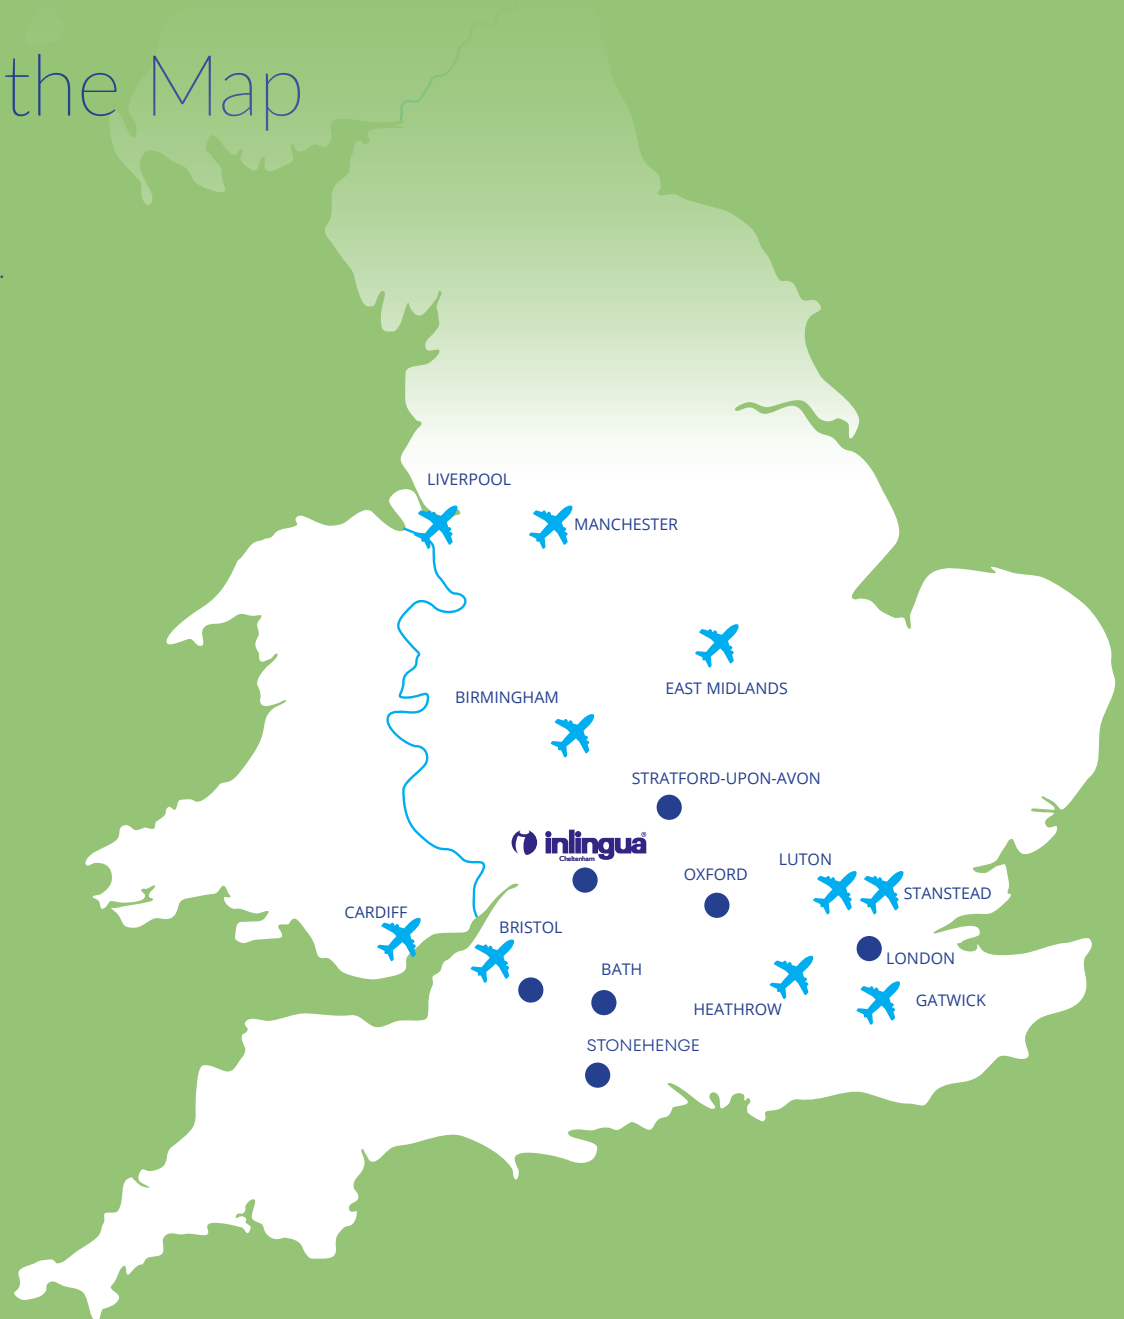 the Map
.
LIVERPOOL
MANCHESTER
EAST MIDLANDS
BIRMINGHAM
STRATFORD-UPON-AVON
inlingua®
Cheltenham
LUTON
OXFORD
STANSTEAD
CARDIFF
BRISTOL
LONDON
BATH
GATWICK
HEATHROW
STONEHENGE